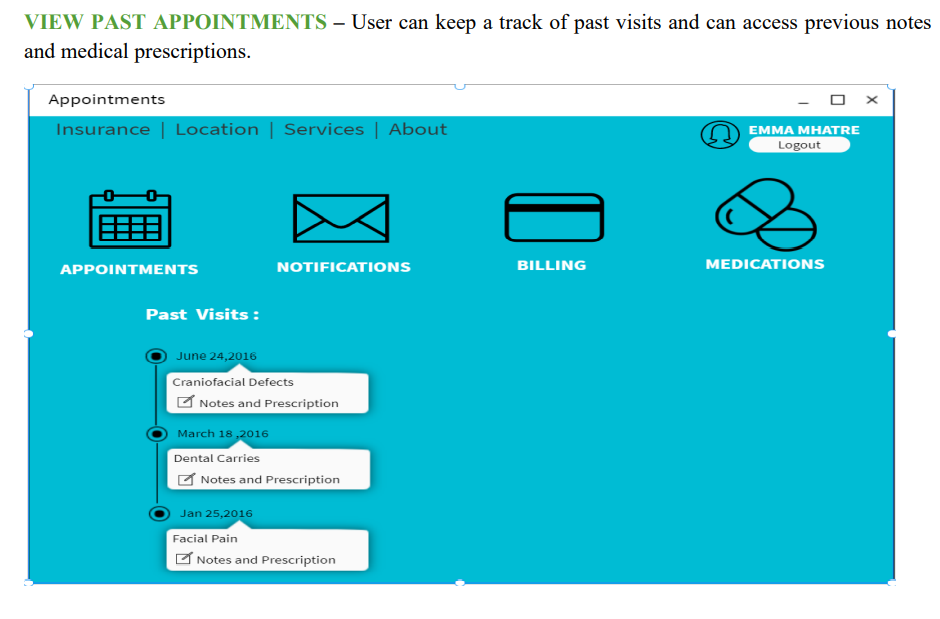 VIEW PAST APPOINTMENTS – User can keep a track of past visits and can access previous notes
and medical prescriptions.
Appointments
Insurance | Location | Services | About
EMMA MHATRE
Logout
APPOINTMENTS
NOTIFICATIONS
BILLING
MEDICATIONS
Past Visits :
June 24,2016
Craniofacial Defects
Notes and Prescription
March 18 ,2016
Dental Carries
Notes and Prescription
Jan 25,2016
Facial Pain
Notes and Prescription